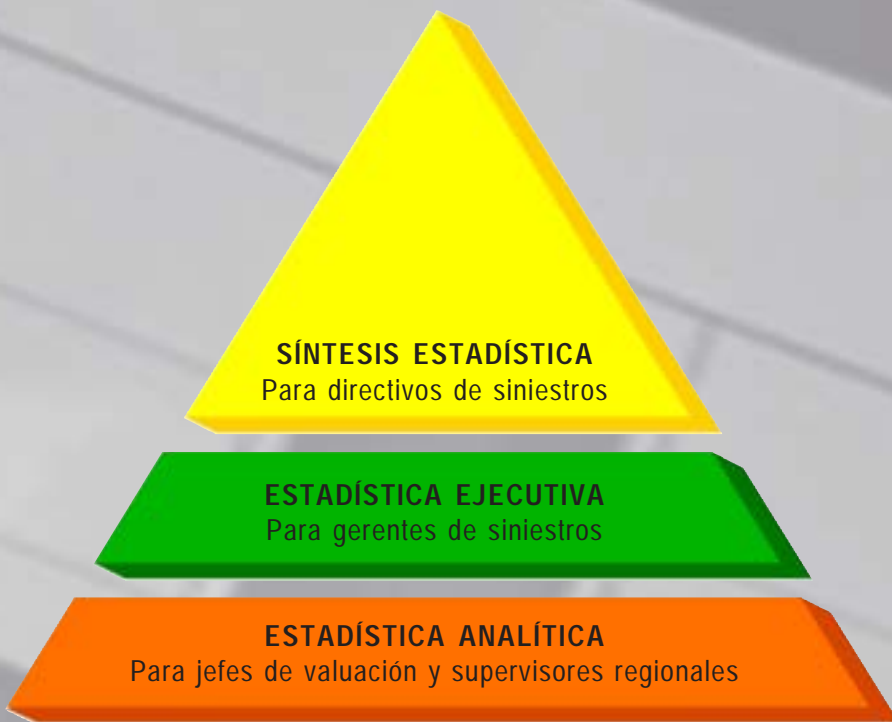 SÍNTESIS ESTADÍSTICA
Para directivos de siniestros
ESTADÍSTICA EJECUTIVA
Para gerentes de siniestros
ESTADÍSTICA ANALÍTICA
Para jefes de valuación y supervisores regionales